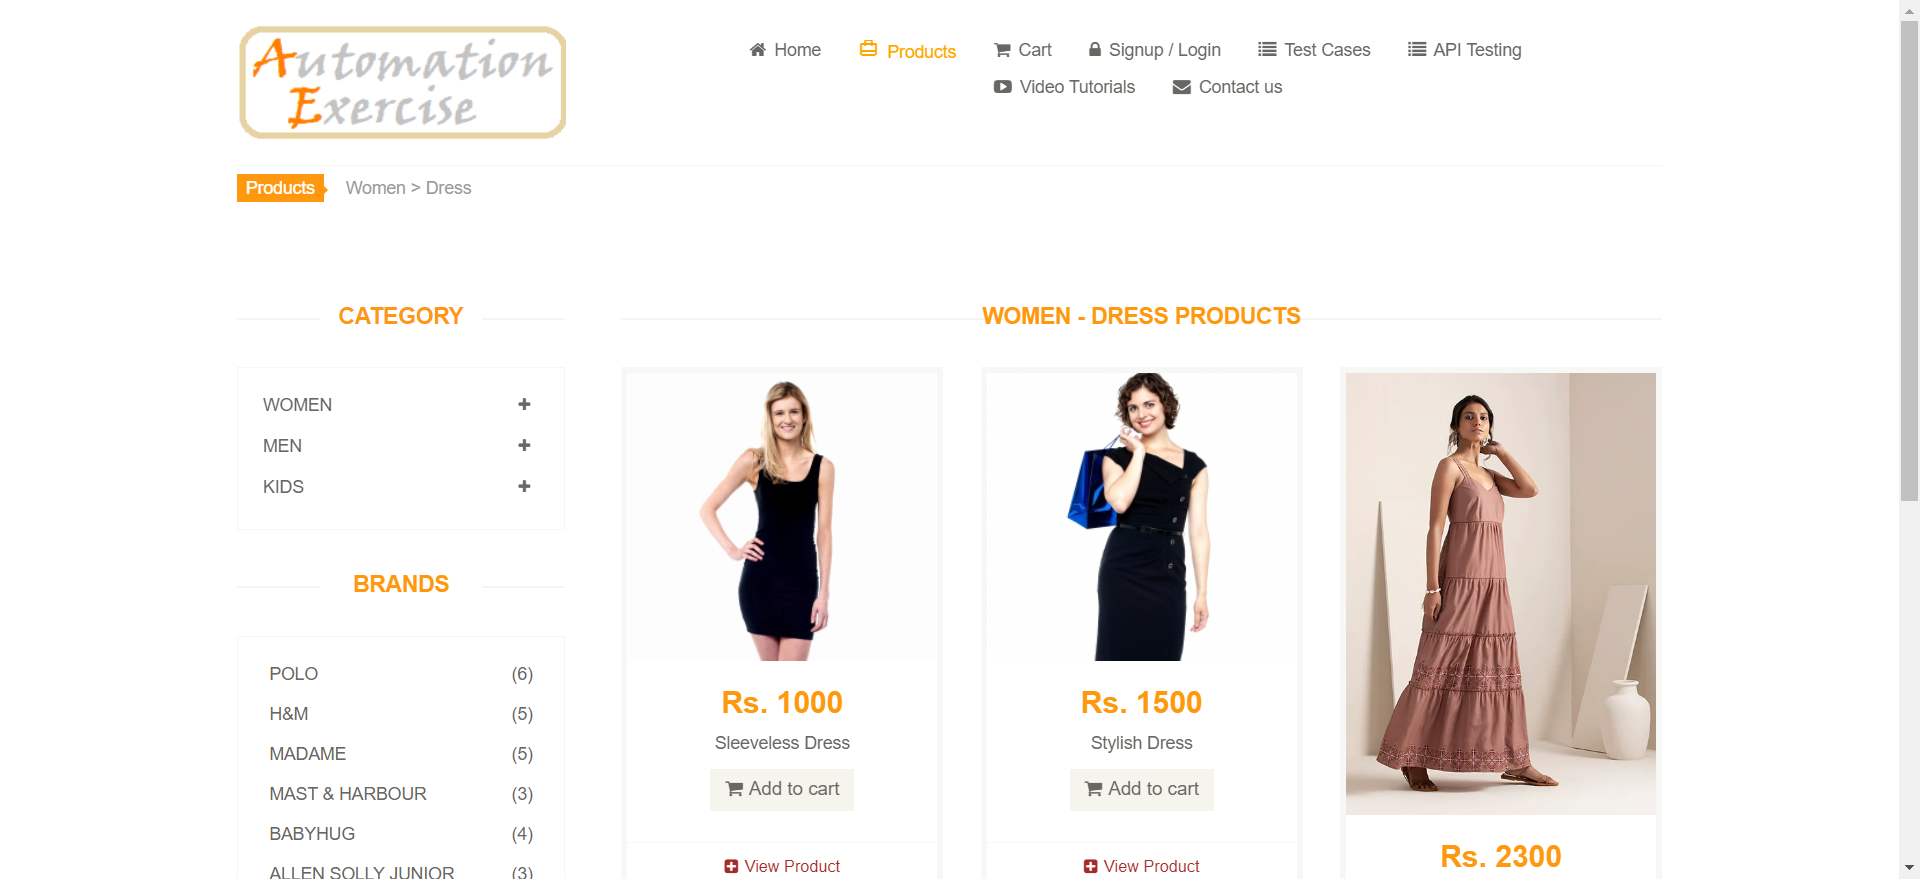 Automation
Exercise
Home
Products
Cart
Signup / Login
Test Cases
API Testing
Video Tutorials
Contact us
Products
Women > Dress
CATEGORY
WOMEN
MEN
KIDS
BRANDS
POLO (6)
H&M (5)
MADAME (5)
MAST & HARBOUR (3)
BABYHUG (4)
ALLEN SOLLY JUNIOR (3)
WOMEN - DRESS PRODUCTS
Rs. 1000
Sleeveless Dress
Add to cart
View Product
Rs. 1500
Stylish Dress
Add to cart
View Product
Rs. 2300